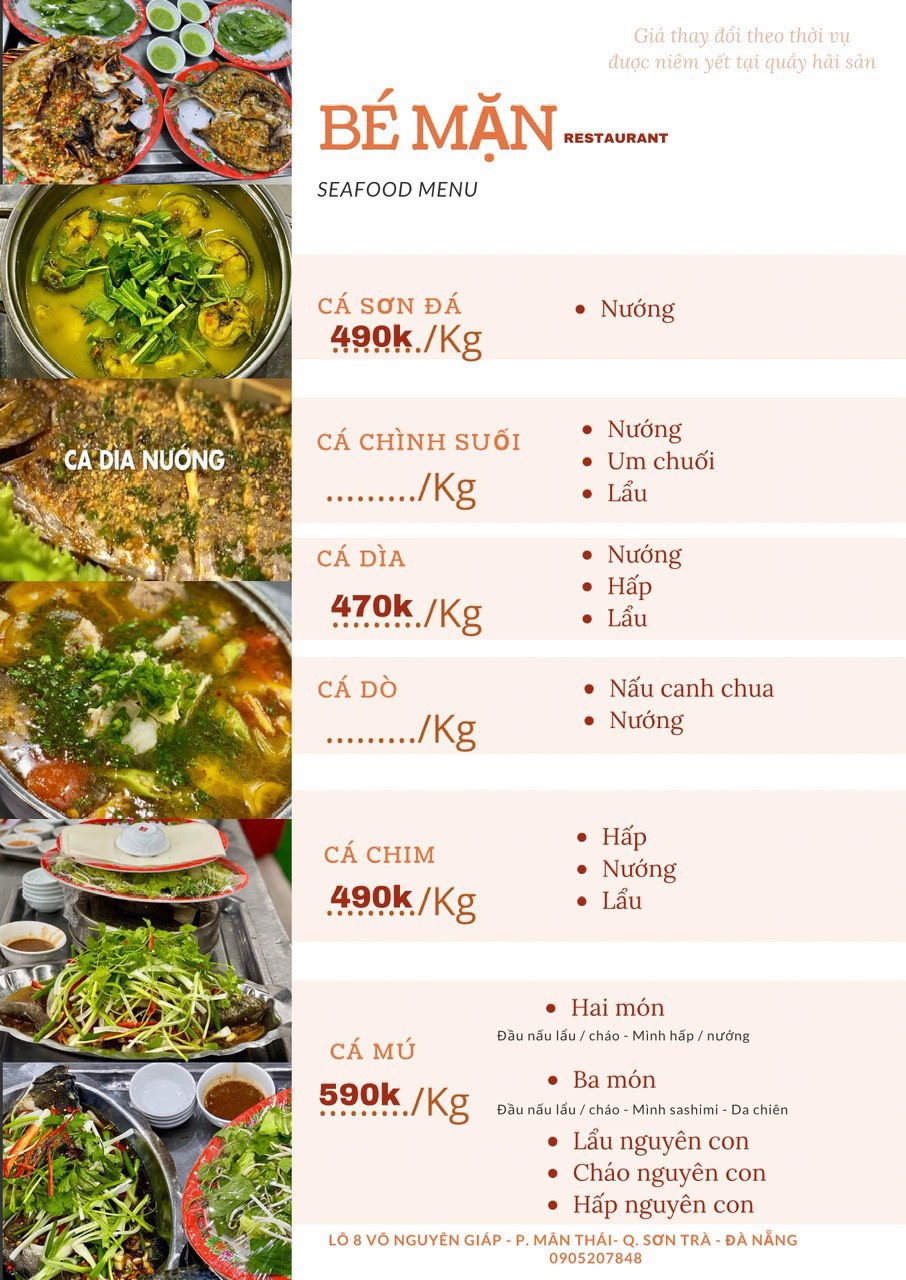 Giá thay đổi theo thời vụ
được niêm yết tại quầy hải sản
BÉ MẶN RESTAURANT
SEAFOOD MENU
CÁ SƠN ĐÁ
490k./Kg
• Nướng
CÁ CHÌNH SUỐI
........./Kg
• Nướng
• Um chuối
• Lẩu
CÁ DÌA NƯỚNG
CÁ DÌA
470k./Kg
• Nướng
• Hấp
• Lẩu
CÁ DÒ
........./Kg
• Nấu canh chua
• Nướng
CÁ CHIM
490k/Kg
• Hấp
• Nướng
• Lẩu
CÁ MÚ
590k./Kg
• Hai món
Đầu nấu lẩu / cháo - Mình hấp / nướng
• Ba món
Đầu nấu lẩu / cháo - Mình sashimi - Da chiên
• Lẩu nguyên con
• Cháo nguyên con
• Hấp nguyên con
LÔ 8 VÕ NGUYÊN GIÁP - P. MÂN THÁI- Q. SƠN TRÀ - ĐÀ NẴNG
0905207848